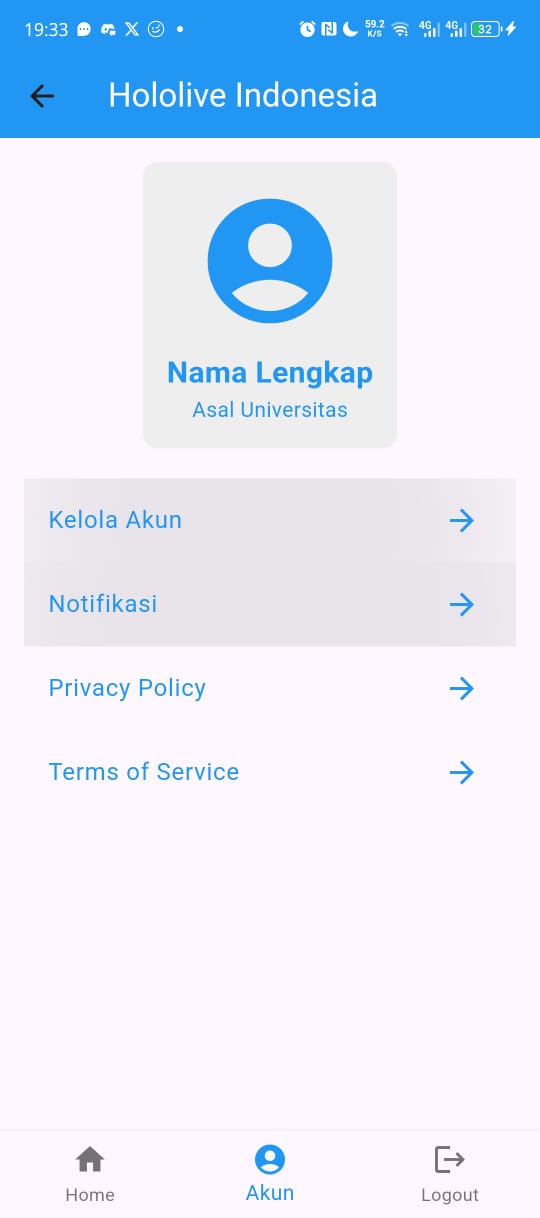 19:33
59.2
K/S
4G
4G
32
Hololive Indonesia
Nama Lengkap
Asal Universitas
Kelola Akun
Notifikasi
Privacy Policy
Terms of Service
Home
Akun
Logout